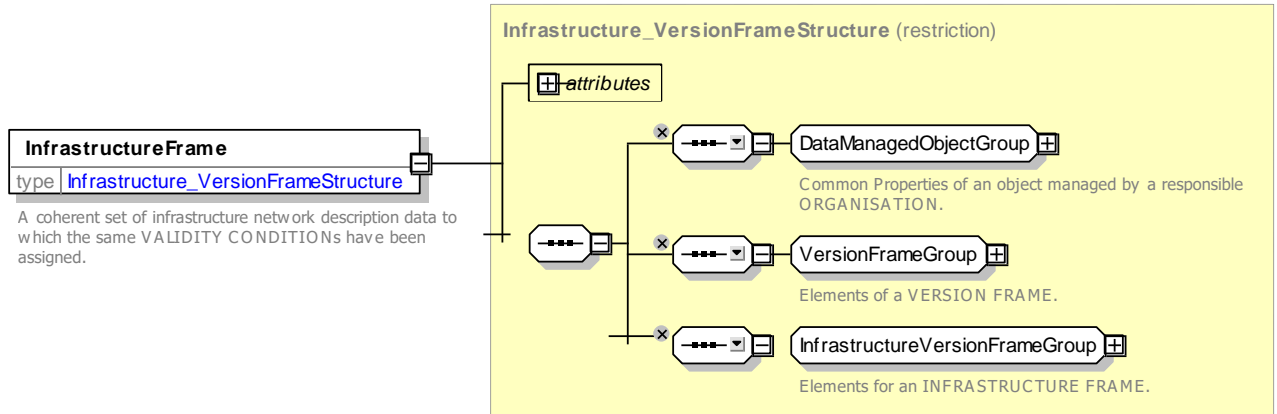 Infrastructure_VersionFrameStructure (restriction)
attributes
InfrastructureFrame
type Infrastructure_VersionFrameStructure
A coherent set of infrastructure network description data to
which the same VALIDITY CONDITIONs have been
assigned.
DataManagedObjectGroup
Common Properties of an object managed by a responsible
ORGANISATION.
VersionFrameGroup
Elements of a VERSION FRAME.
InfrastructureVersionFrameGroup
Elements for an INFRASTRUCTURE FRAME.